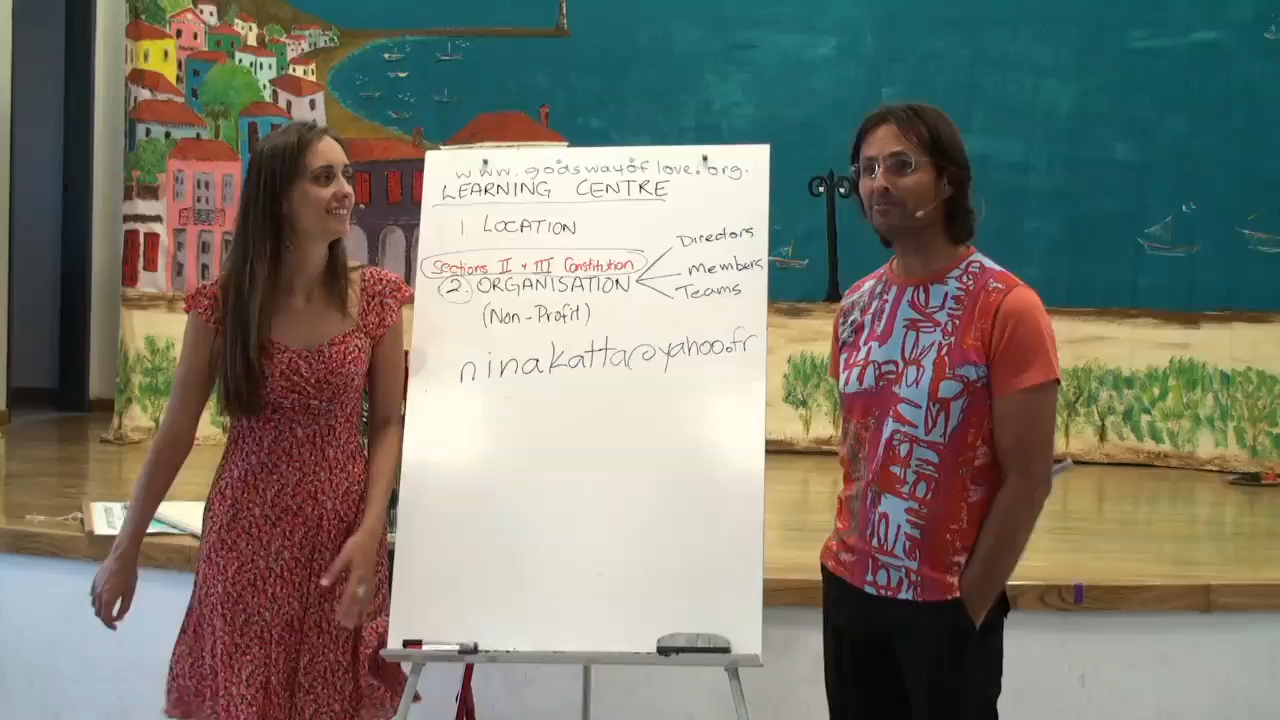 www.godswayoflove.org.
LEARNING CENTRE
1 LOCATION
Sections II + III Constitution
2. ORGANISATION
Directors
Members
Teams
(Non-Profit)
ninakatta@yahoo.fr